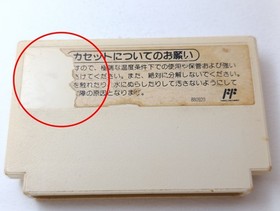 カセットについてのお願い
すので、極端な温度条件下での使用や保管および強い
けてください。また、絶対に分解しないでください。
を触れたり、水にぬらしたりして汚さないようにして
障の原因となります。